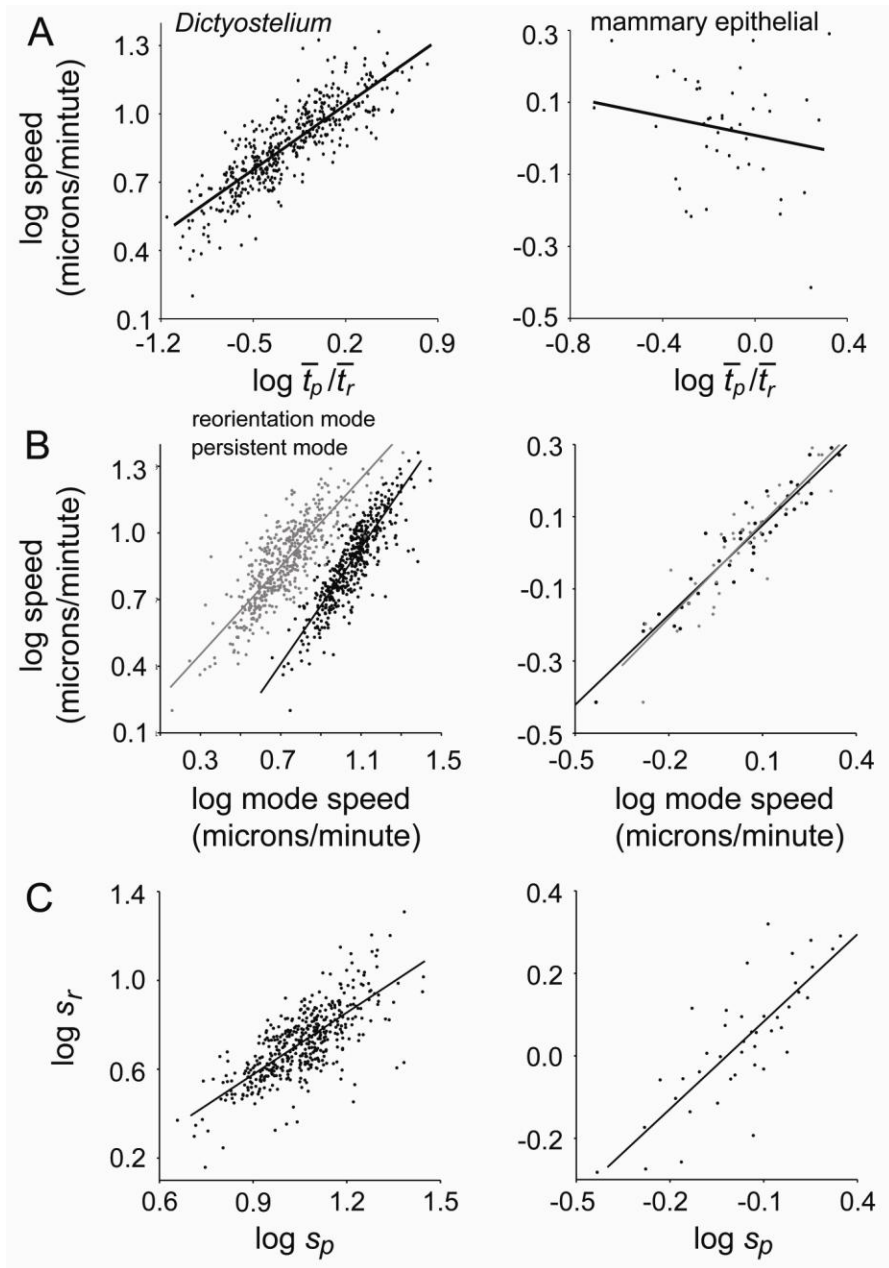 A
Dictyostelium
mammary epithelial
log speed
(microns/mintute)
1.3
1.0
0.7
0.4
0.1
-1.2 -0.5 0.2 0.9
log t̅p/t̅r
0.3
0.1
-0.1
-0.3
-0.5
-0.8 -0.4 0.0 0.4
log t̅p/t̅r
B
reorientation mode
persistent mode
log speed
(microns/mintute)
1.3
1.0
0.7
0.4
0.1
0.3 0.7 1.1 1.5
log mode speed
(microns/minute)
0.3
0.1
-0.1
-0.3
-0.5
-0.5 -0.2 0.1 0.4
log mode speed
(microns/minute)
C
log sr
1.4
1.0
0.6
0.2
0.6 0.9 1.2 1.5
log sp
0.4
0.2
0.0
-0.2
-0.5 -0.2 -0.1 0.4
log sp